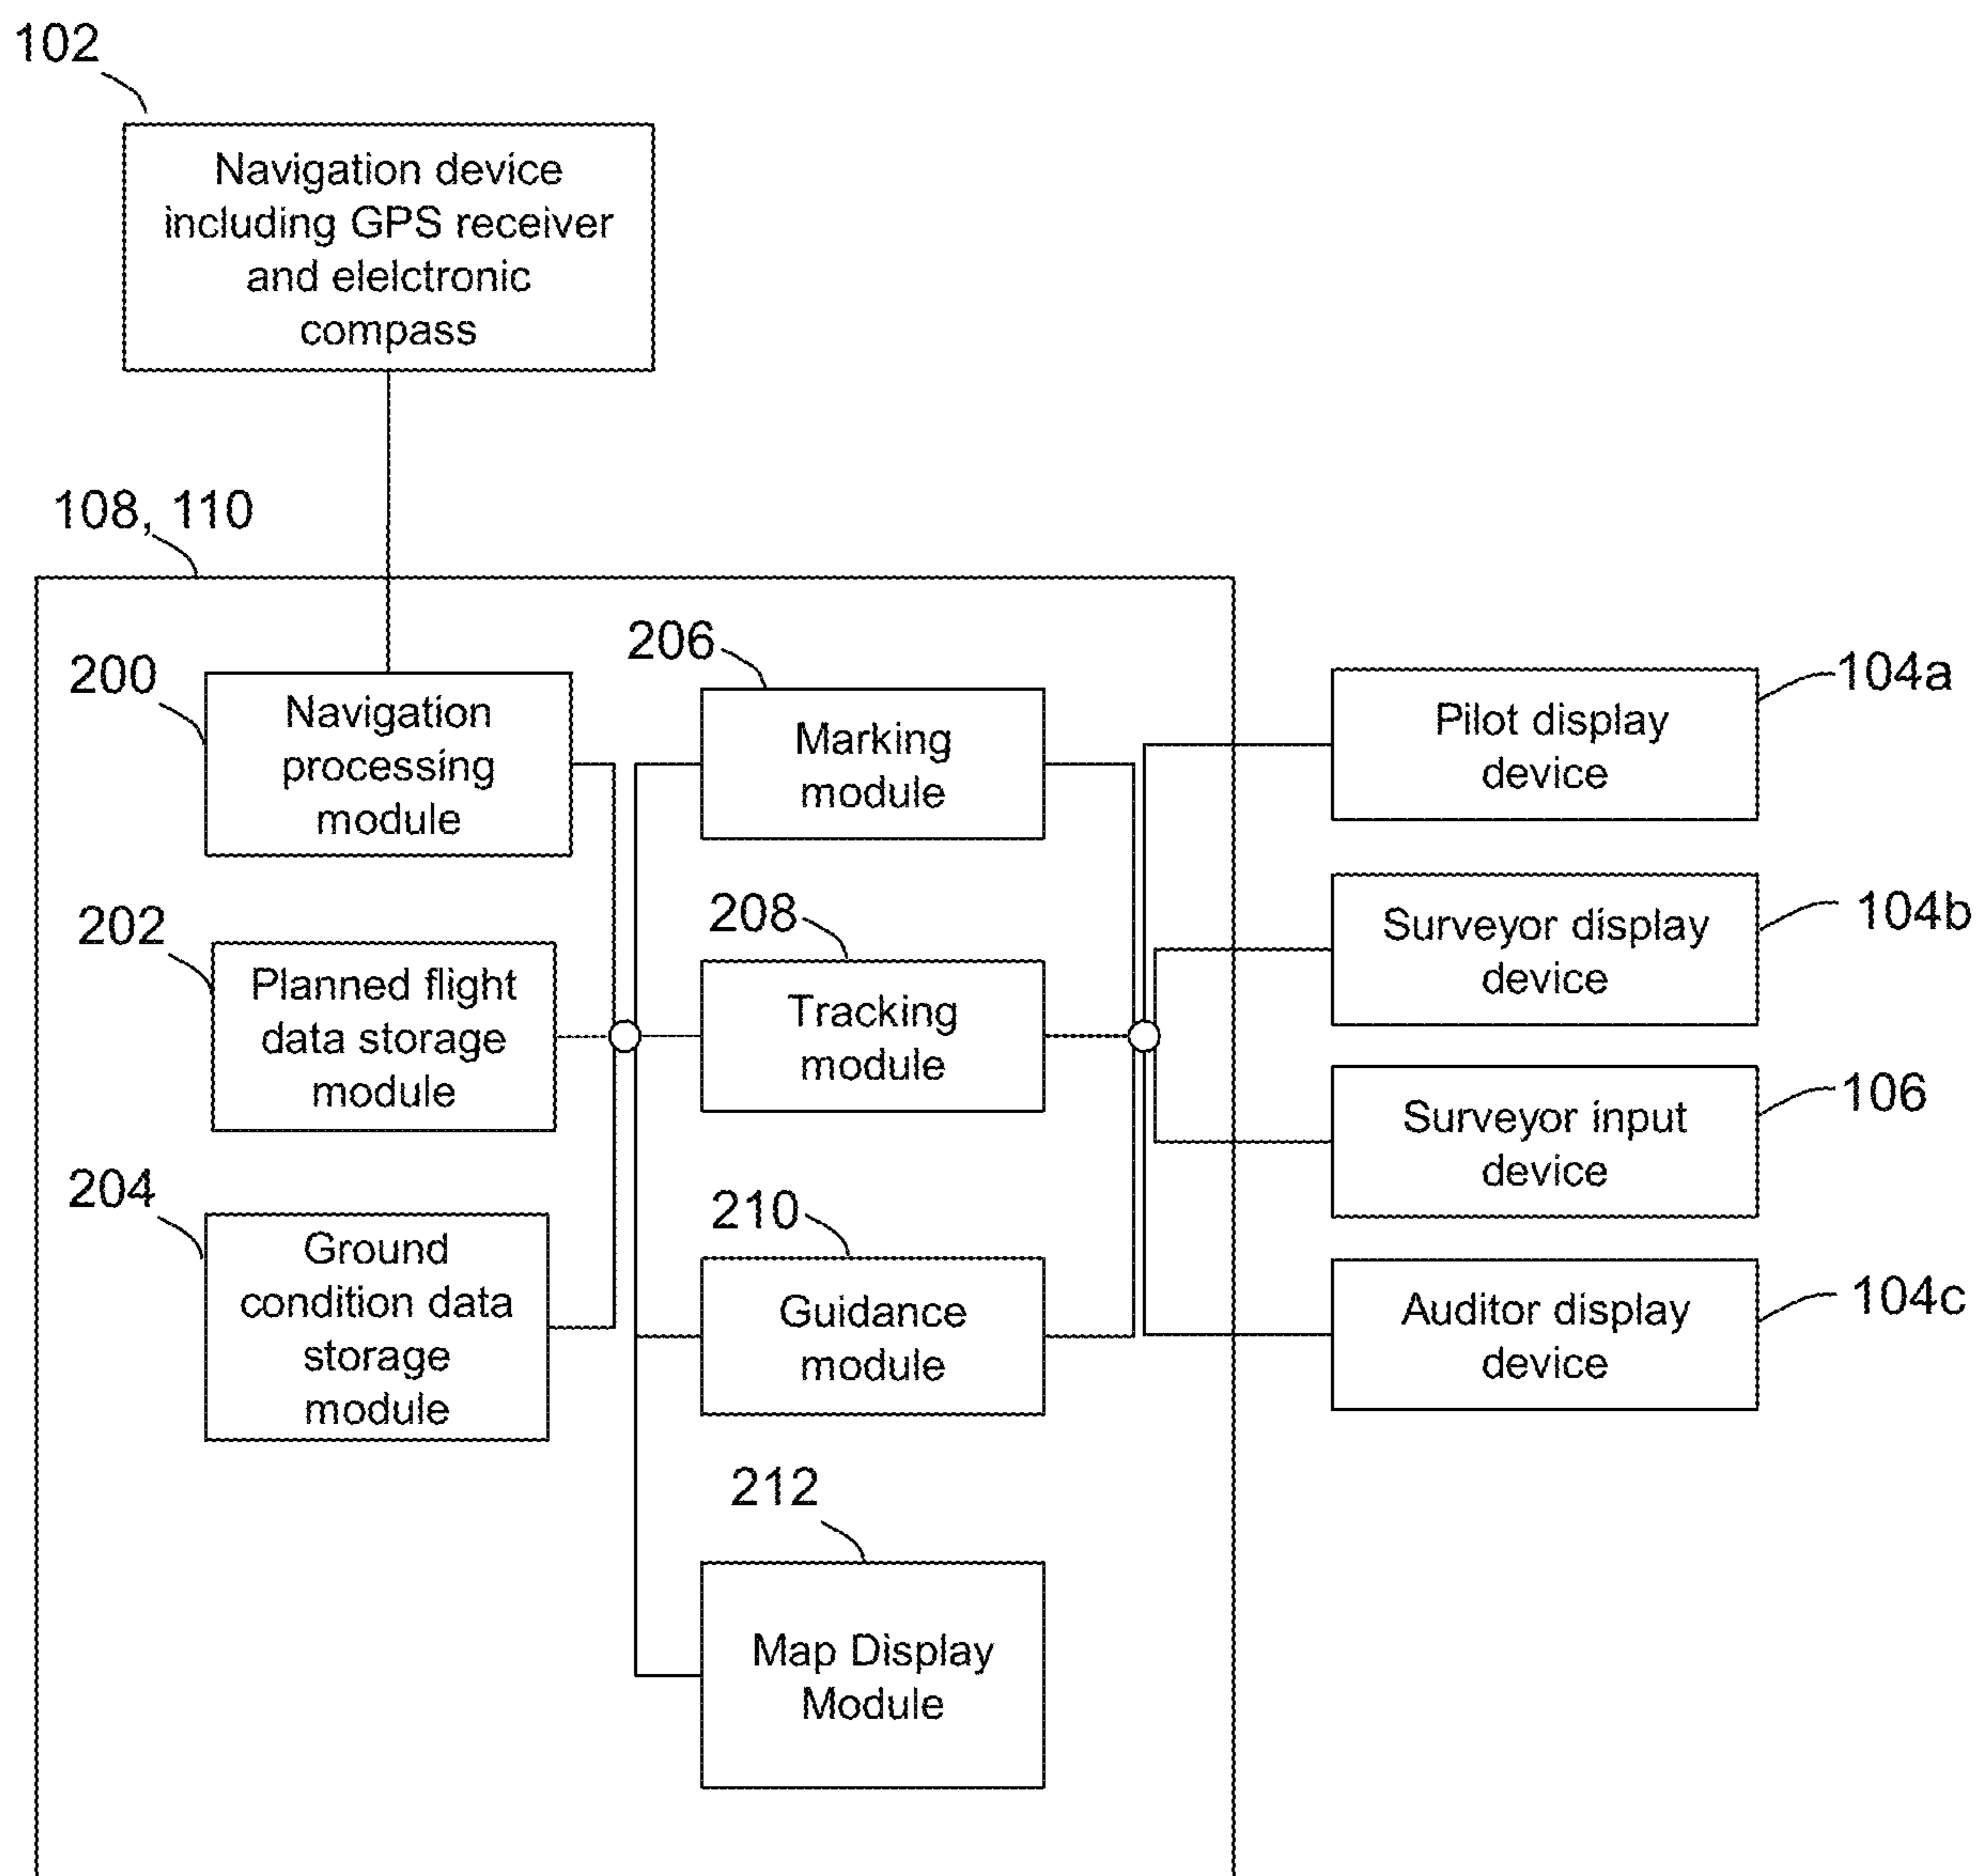 102
Navigation device
including GPS receiver
and elelctronic
compass
108, 110
200
Navigation
processing
module
202
Planned flight
data storage
module
204
Ground
condition data
storage
module
206
Marking
module
208
Tracking
module
210
Guidance
module
212
Map Display
Module
104a
Pilot display
device
104b
Surveyor display
device
106
Surveyor input
device
104c
Auditor display
device